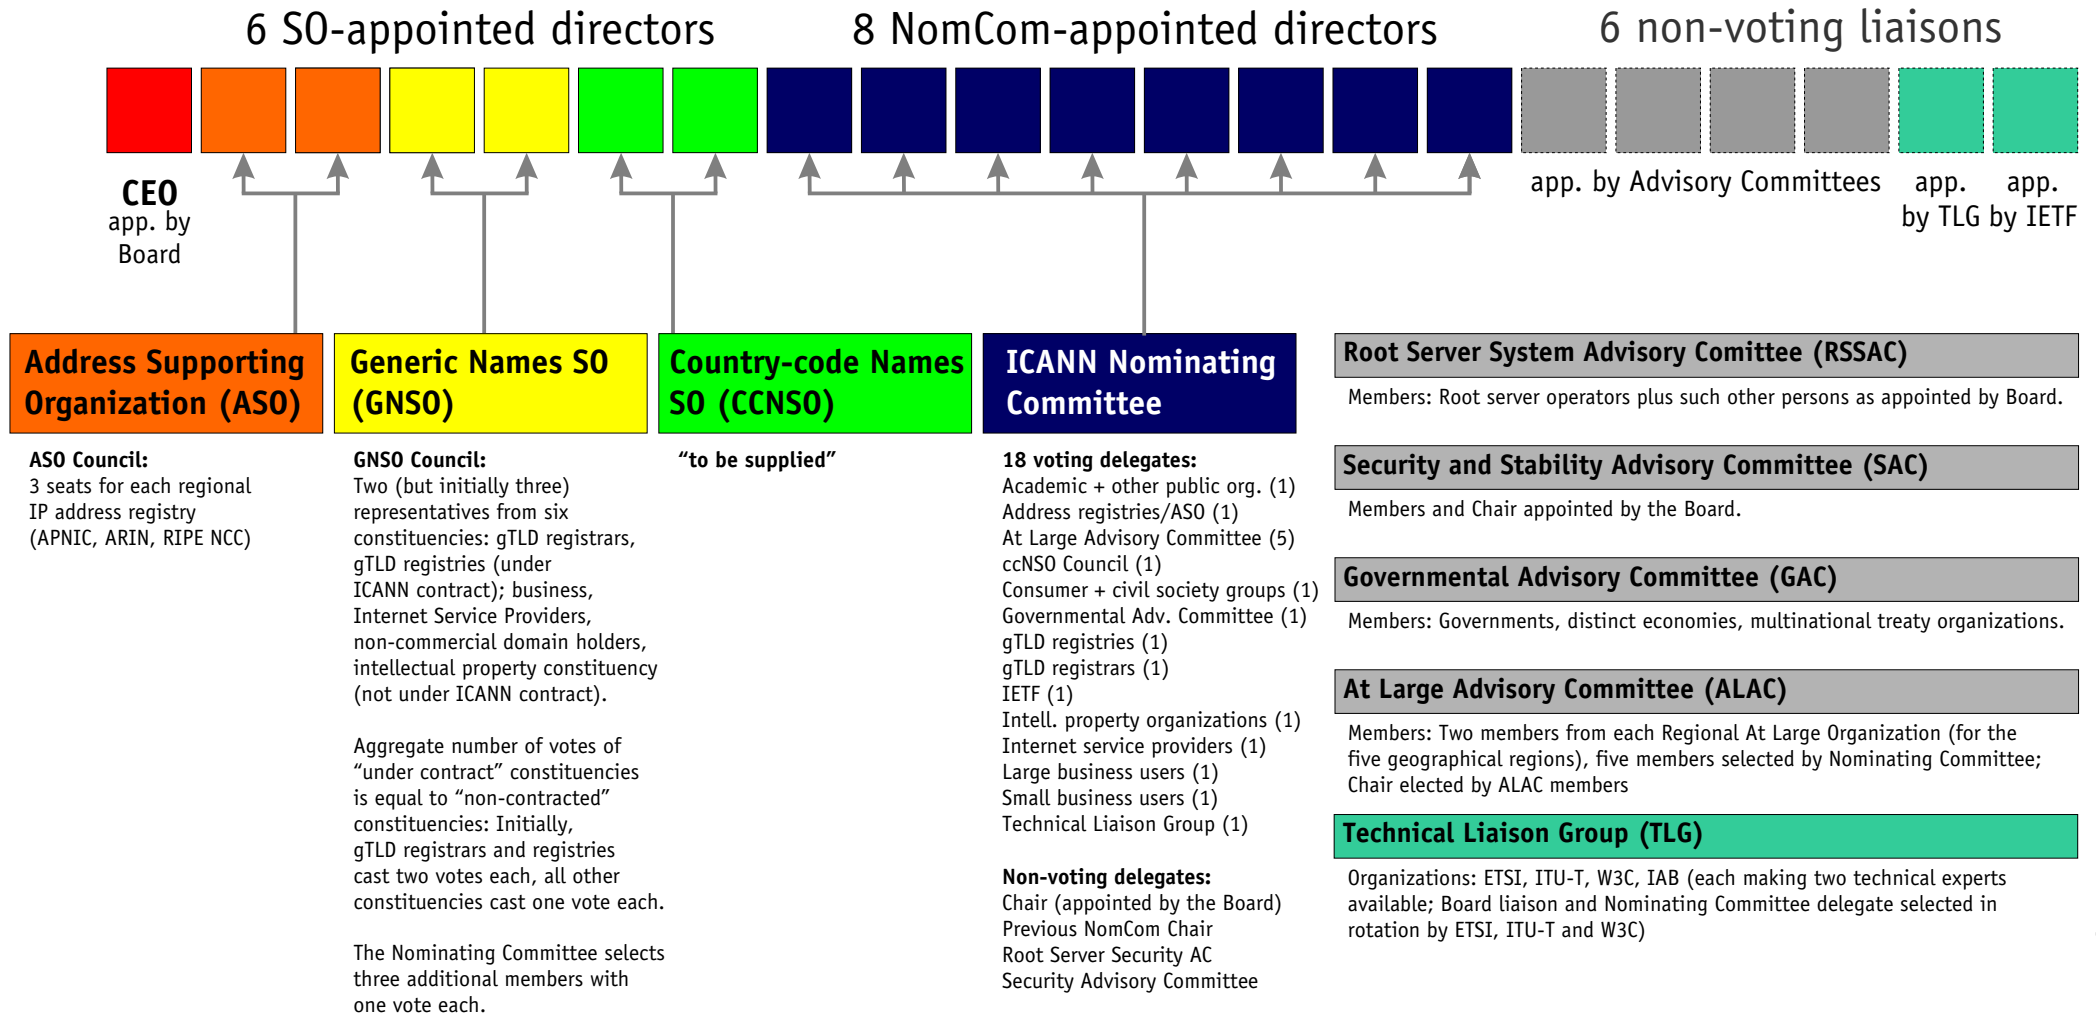 6 SO-appointed directors
8 NomCom-appointed directors
6 non-voting liaisons
CEO
app. by
Board
app. by Advisory Committees
app.
by TLG
app.
by IETF
Address Supporting
Organization (ASO)
ASO Council:
3 seats for each regional
IP address registry
(APNIC, ARIN, RIPE NCC)
Generic Names SO
(GNSO)
GNSO Council:
Two (but initially three)
representatives from six
constituencies: gTLD registrars,
gTLD registries (under
ICANN contract); business,
Internet Service Providers,
non-commercial domain holders,
intellectual property constituency
(not under ICANN contract).
Aggregate number of votes of
“under contract” constituencies
is equal to “non-contracted”
constituencies: Initially,
gTLD registrars and registries
cast two votes each, all other
constituencies cast one vote each.
The Nominating Committee selects
three additional members with
one vote each.
Country-code Names
SO (CCNSO)
“to be supplied”
ICANN Nominating
Committee
18 voting delegates:
Academic + other public org. (1)
Address registries/ASO (1)
At Large Advisory Committee (5)
ccNSO Council (1)
Consumer + civil society groups (1)
Governmental Adv. Committee (1)
gTLD registries (1)
gTLD registrars (1)
IETF (1)
Intell. property organizations (1)
Internet service providers (1)
Large business users (1)
Small business users (1)
Technical Liaison Group (1)
Non-voting delegates:
Chair (appointed by the Board)
Previous NomCom Chair
Root Server Security AC
Security Advisory Committee
Root Server System Advisory Comittee (RSSAC)
Members: Root server operators plus such other persons as appointed by Board.
Security and Stability Advisory Committee (SAC)
Members and Chair appointed by the Board.
Governmental Advisory Committee (GAC)
Members: Governments, distinct economies, multinational treaty organizations.
At Large Advisory Committee (ALAC)
Members: Two members from each Regional At Large Organization (for the
five geographical regions), five members selected by Nominating Committee;
Chair elected by ALAC members
Technical Liaison Group (TLG)
Organizations: ETSI, ITU-T, W3C, IAB (each making two technical experts
available; Board liaison and Nominating Committee delegate selected in
rotation by ETSI, ITU-T and W3C)